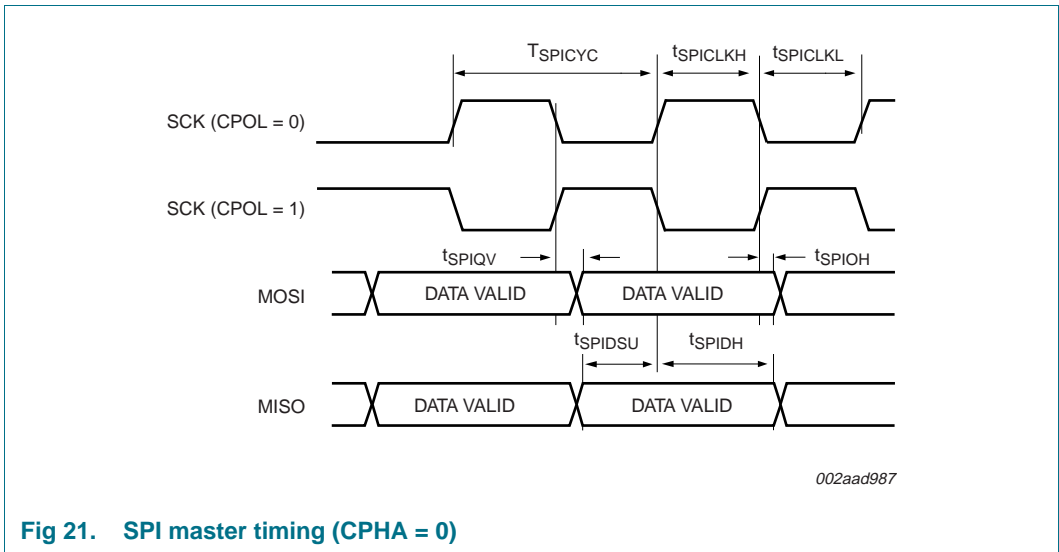 TSPICYC tSPICLKH tSPICLKL
SCK (CPOL = 0)
SCK (CPOL = 1)
tSPIQV tSPIOH
MOSI DATA VALID DATA VALID
tSPIDSU tSPIDH
MISO DATA VALID DATA VALID
002aad987
Fig 21. SPI master timing (CPHA = 0)